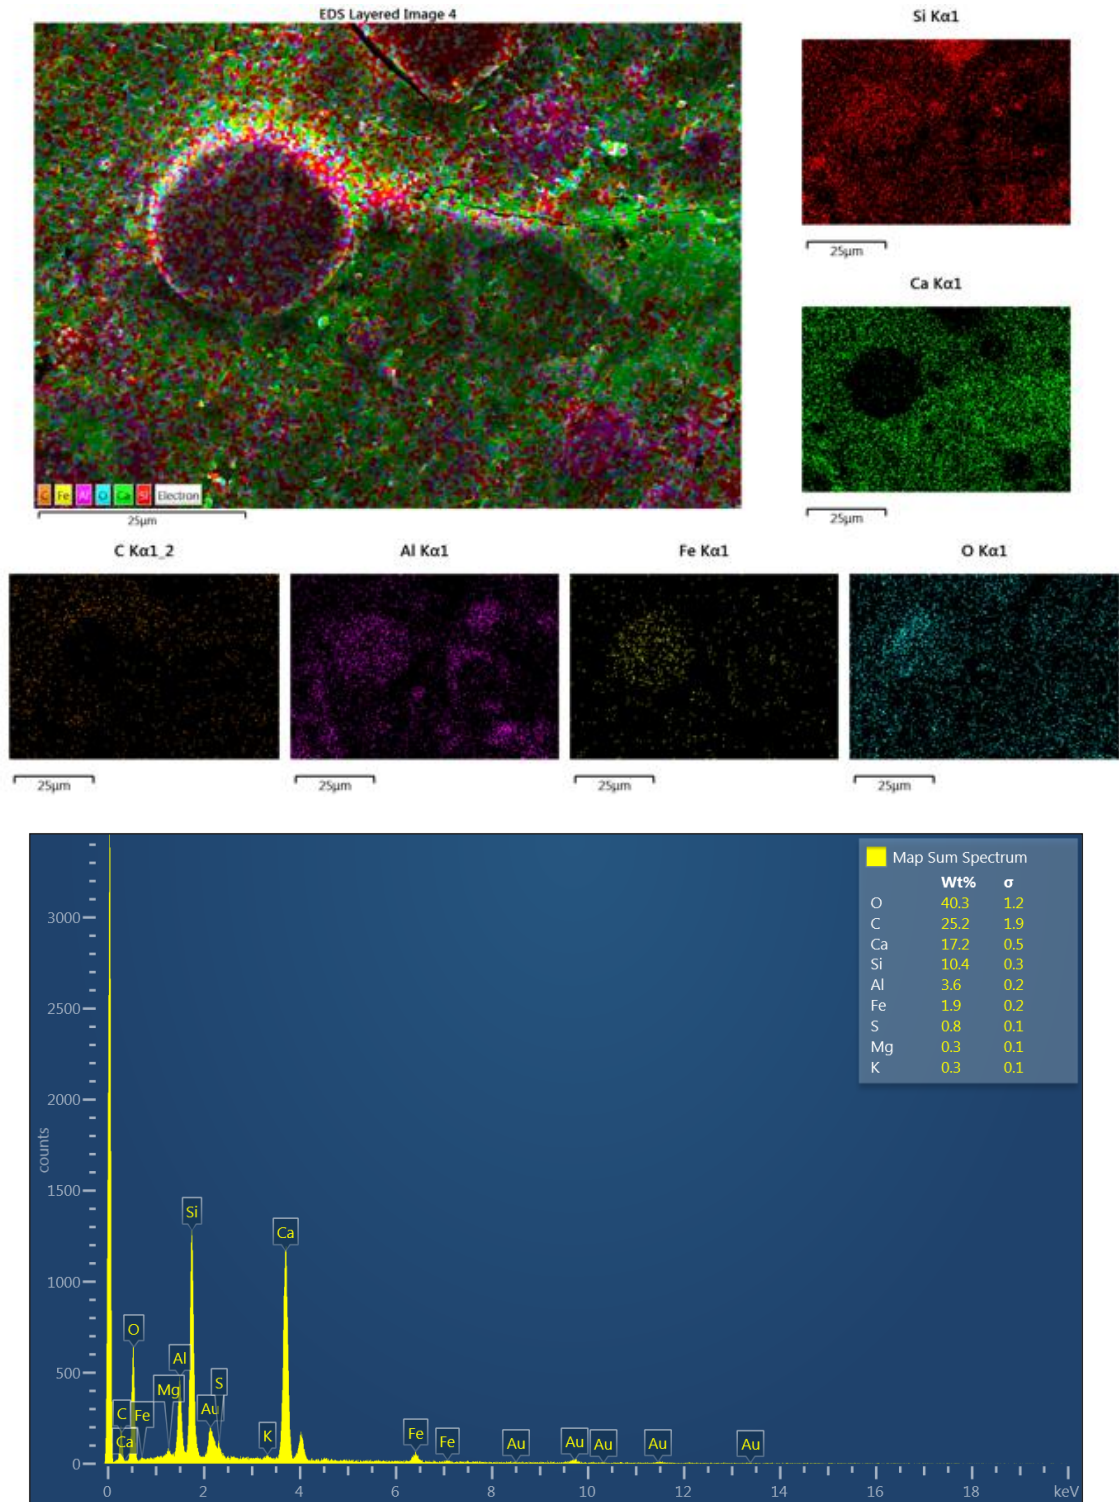 EDS Layered Image 4
C Fe Al O Ca Si Electron
25μm
Si Kα1
25μm
Ca Kα1
25μm
C Kα1_2
25μm
Al Kα1
25μm
Fe Kα1
25μm
O Kα1
25μm
Map Sum Spectrum
Wt% σ
O 40.3 1.2
C 25.2 1.9
Ca 17.2 0.5
Si 10.4 0.3
Al 3.6 0.2
Fe 1.9 0.2
S 0.8 0.1
Mg 0.3 0.1
K 0.3 0.1
counts
3000
2500
2000
1500
1000
500
0
Si
Ca
O
Al
S
Mg
Au
C
Fe
Ca
K
Fe
Fe
Au
Au
Au
Au
Au
0 2 4 6 8 10 12 14 16 18 keV